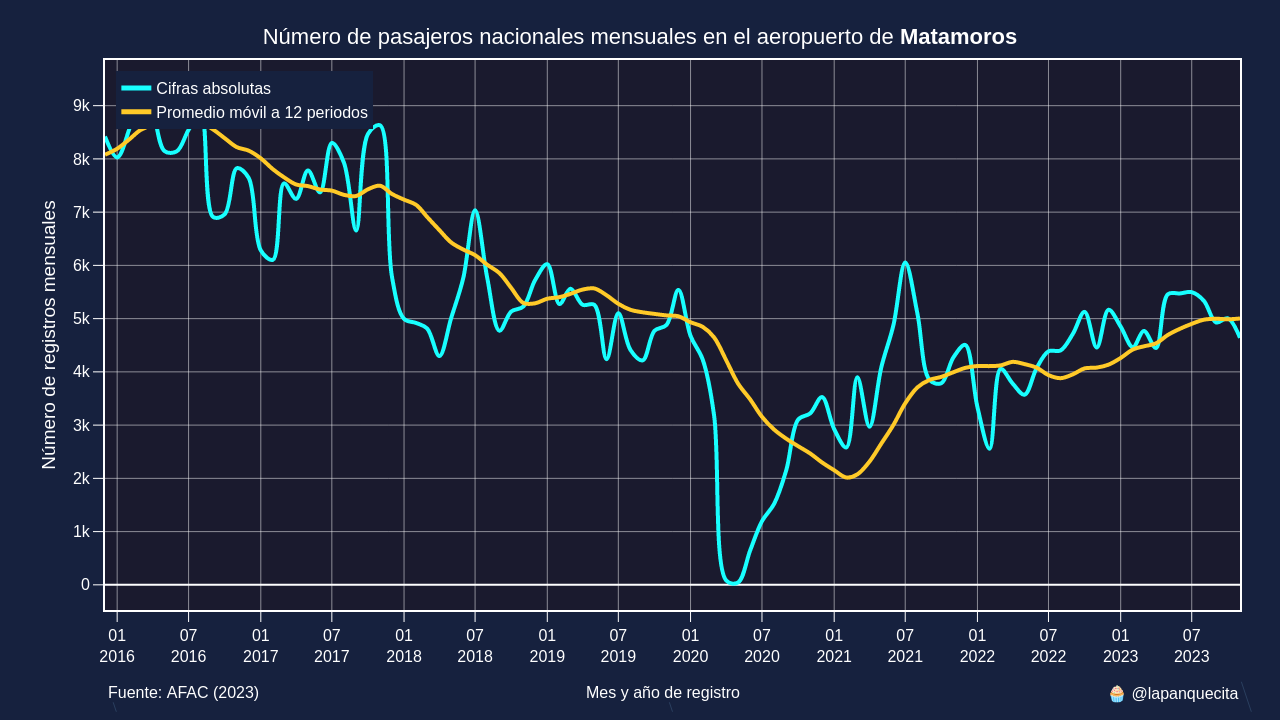 Número de pasajeros nacionales mensuales en el aeropuerto de Matamoros
Cifras absolutas
Promedio móvil a 12 periodos
Número de registros mensuales
9k
8k
7k
6k
5k
4k
3k
2k
1k
0
01 07 01 07 01 07 01 07 01 07 01 07 01 07 01 07
2016 2016 2017 2017 2018 2018 2019 2019 2020 2020 2021 2021 2022 2022 2023 2023
Fuente: AFAC (2023) Mes y año de registro 🧁 @lapanquecita